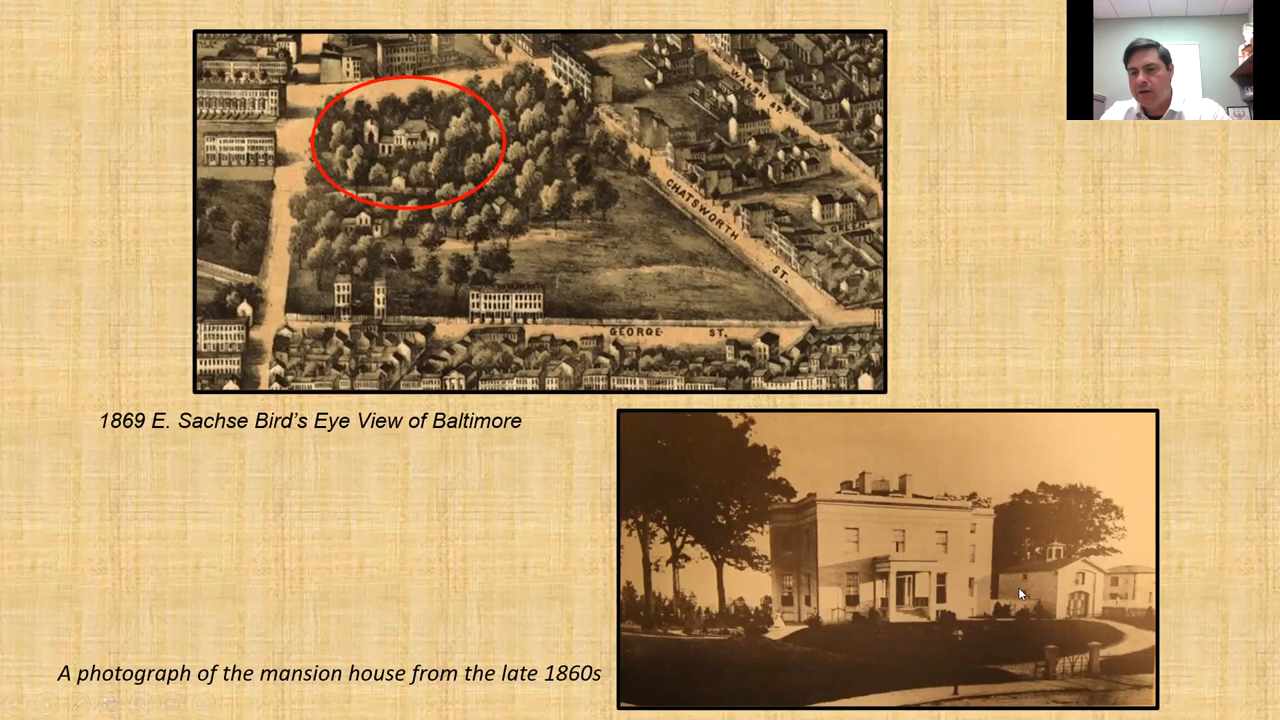 WALSH ST.
CHATSWORTH ST.
GREEN
GEORGE ST.
1869 E. Sachse Bird’s Eye View of Baltimore
A photograph of the mansion house from the late 1860s